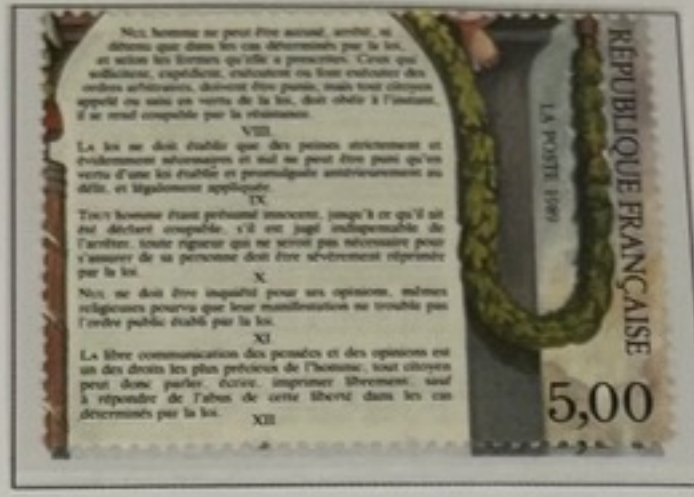 NUL homme ne peut être accusé, arrêté, ni
détenu que dans les cas déterminés par la loi,
et selon les formes qu'elle a prescrites. Ceux qui
sollicitent, expédient, exécutent ou font exécuter des
ordres arbitraires, doivent être punis, mais tout citoyen
appelé ou saisi en vertu de la loi, doit obéir à l'instant,
il se rend coupable par la résistance.
VIII.
LA loi ne doit établir que des peines strictement et
évidemment nécessaires et nul ne peut être puni qu'en
vertu d'une loi établie et promulguée antérieurement au
délit, et légalement appliquée.
IX
TOUT homme étant présumé innocent, jusqu'à ce qu'il ait
été déclaré coupable, s'il est jugé indispensable de
l'arrêter, toute rigueur qui ne serait pas nécessaire pour
s'assurer de sa personne doit être sévèrement réprimée
par la loi.
X
NUL ne doit être inquiété pour ses opinions, mêmes
religieuses pourvu que leur manifestation ne trouble pas
l'ordre public établi par la loi.
XI
LA libre communication des pensées et des opinions est
un des droits les plus précieux de l'homme; tout citoyen
peut donc parler, écrire, imprimer librement; sauf
à répondre de l'abus de cette liberté dans les cas
déterminés par la loi.
XII
LA POSTE 1989
RÉPUBLIQUE FRANÇAISE
5,00